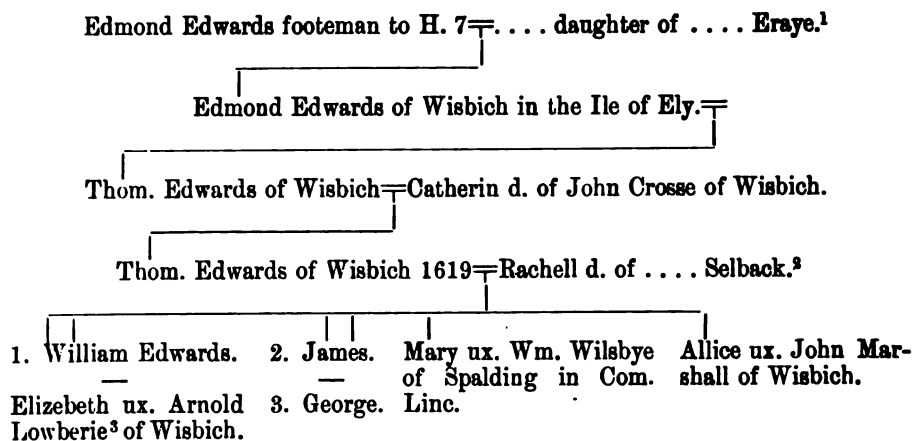 Edmond Edwards footeman to H. 7=. . . . daughter of . . . . Eraye.¹
Edmond Edwards of Wisbich in the Ile of Ely.=
Thom. Edwards of Wisbich=Catherin d. of John Crosse of Wisbich.
Thom. Edwards of Wisbich 1619=Rachell d. of . . . . Selback.²
1. William Edwards.
—
Elizebeth ux. Arnold
Lowberie³ of Wisbich.
2. James.
—
3. George.
Mary ux. Wm. Wilsbye
of Spalding in Com.
Linc.
Allice ux. John Mar-
shall of Wisbich.